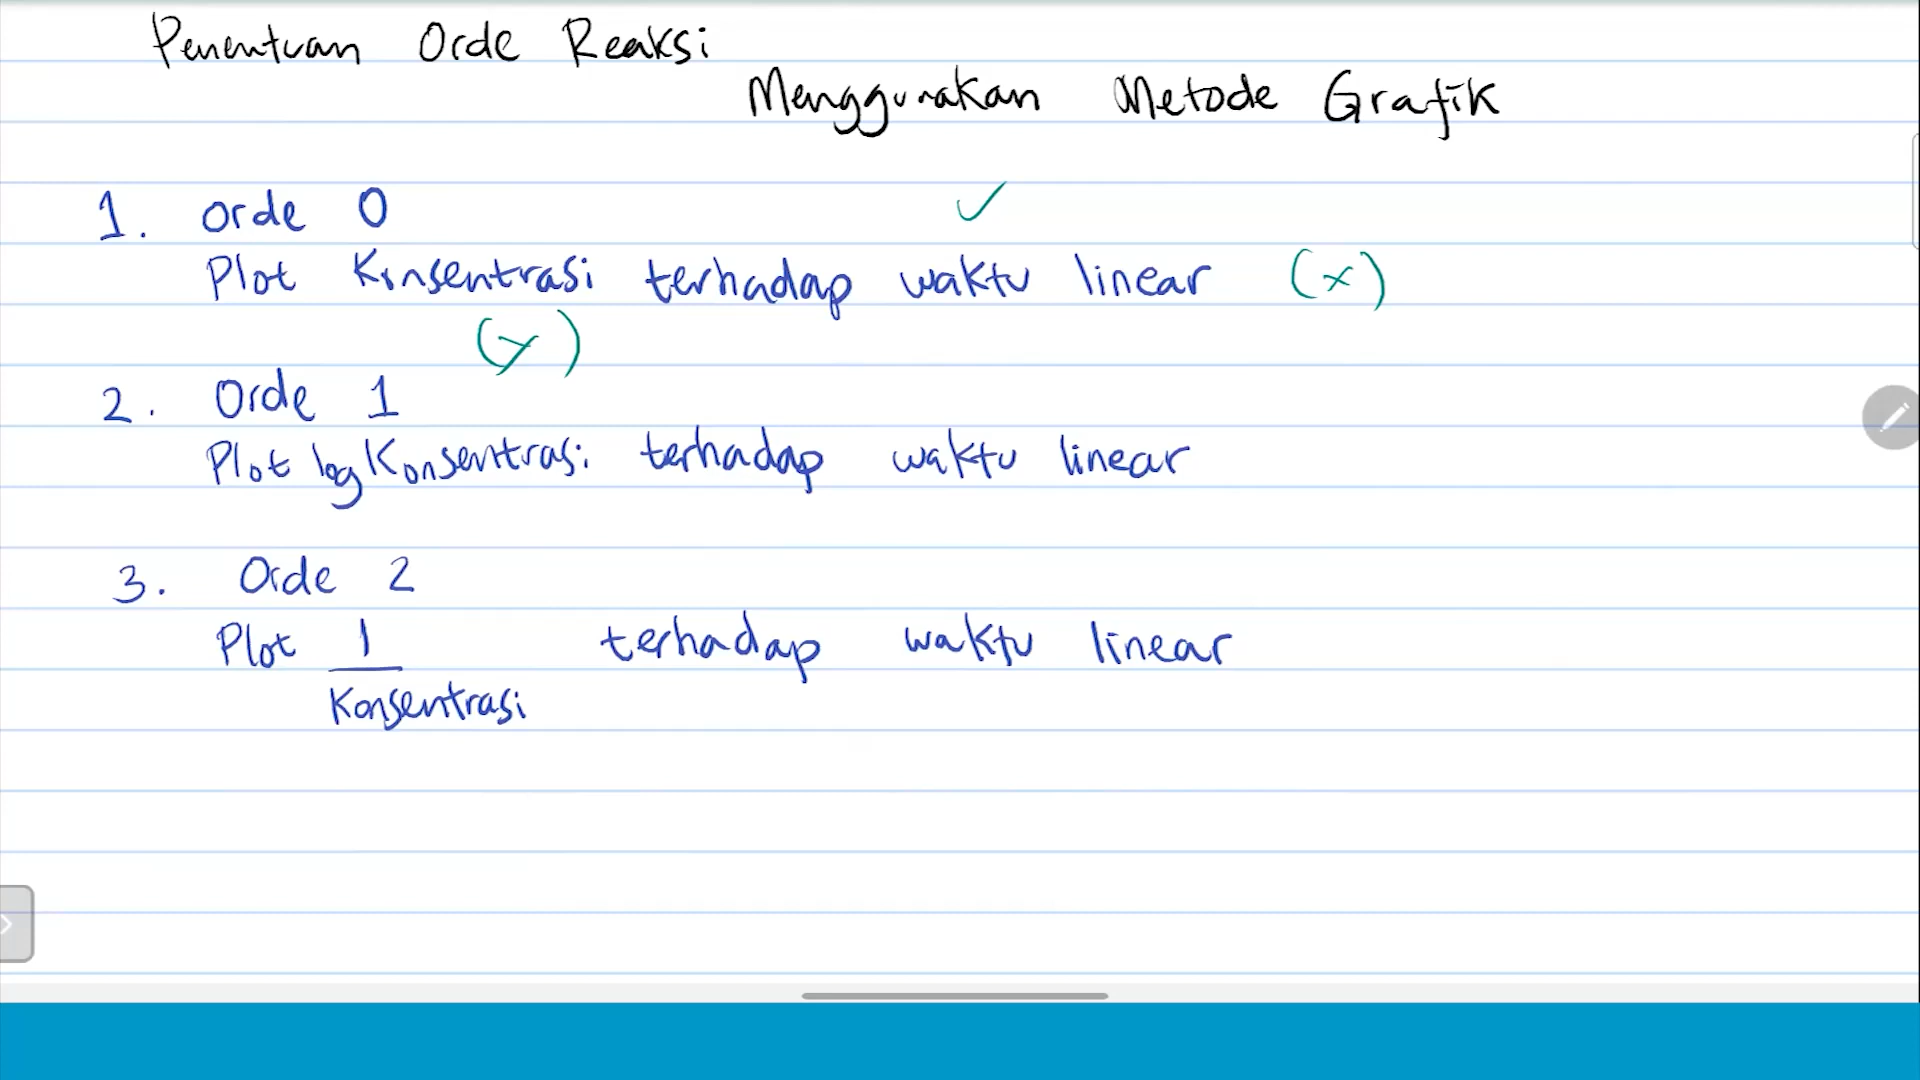 Penentuan Orde Reaksi
Menggunakan Metode Grafik
1. Orde 0 ✓
Plot Konsentrasi terhadap waktu linear (x)
(y)
2. Orde 1
Plot log Konsentrasi terhadap waktu linear
3. Orde 2
Plot 1 terhadap waktu linear
Konsentrasi